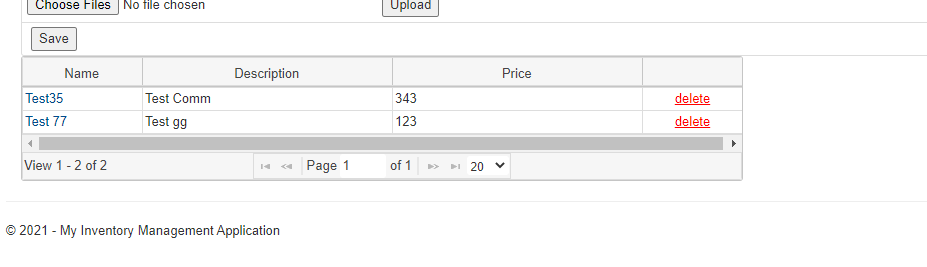 Choose Files No file chosen Upload
Save
Name Description Price
Test35 Test Comm 343 delete
Test 77 Test gg 123 delete
View 1 - 2 of 2 Page 1 of 1 20
© 2021 - My Inventory Management Application